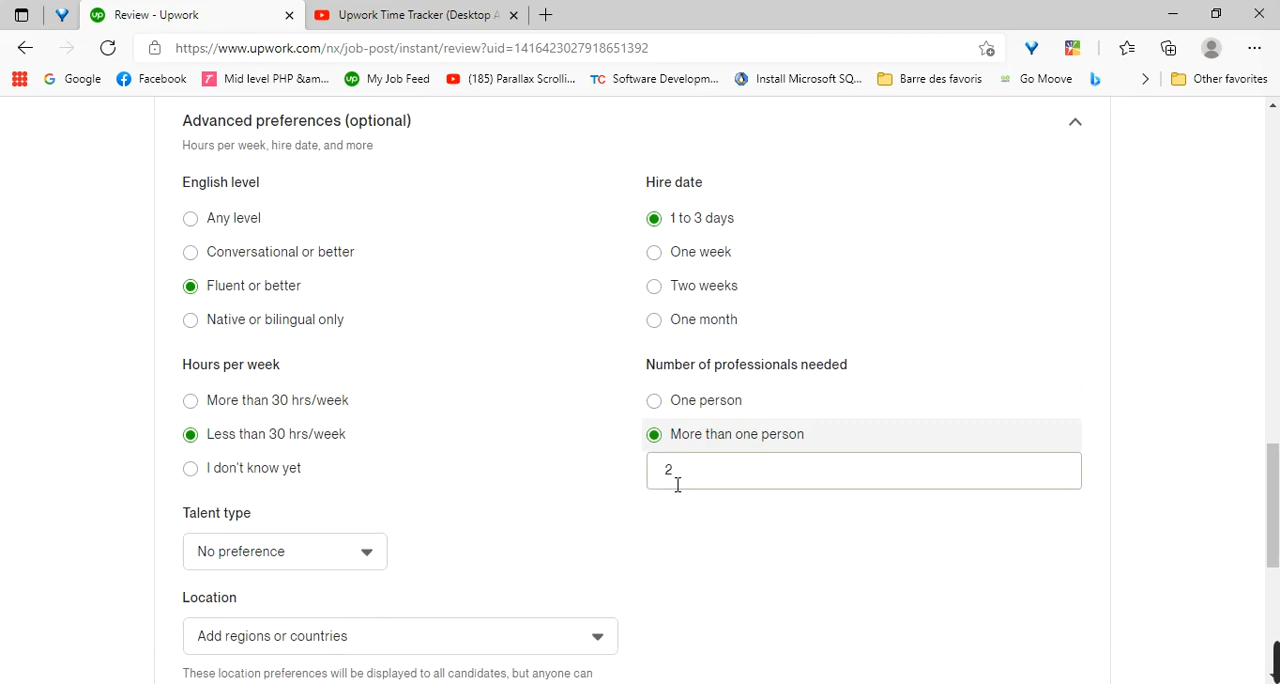 Review - Upwork
Upwork Time Tracker (Desktop A
https://www.upwork.com/nx/job-post/instant/review?uid=1416423027918651392
Google
Facebook
Mid level PHP &am...
My Job Feed
(185) Parallax Scrolli...
Software Developm...
Install Microsoft SQ...
Barre des favoris
Go Moove
Other favorites
Advanced preferences (optional)
Hours per week, hire date, and more
English level
Any level
Conversational or better
Fluent or better
Native or bilingual only
Hire date
1 to 3 days
One week
Two weeks
One month
Hours per week
More than 30 hrs/week
Less than 30 hrs/week
I don't know yet
Number of professionals needed
One person
More than one person
2
Talent type
No preference
Location
Add regions or countries
These location preferences will be displayed to all candidates, but anyone can